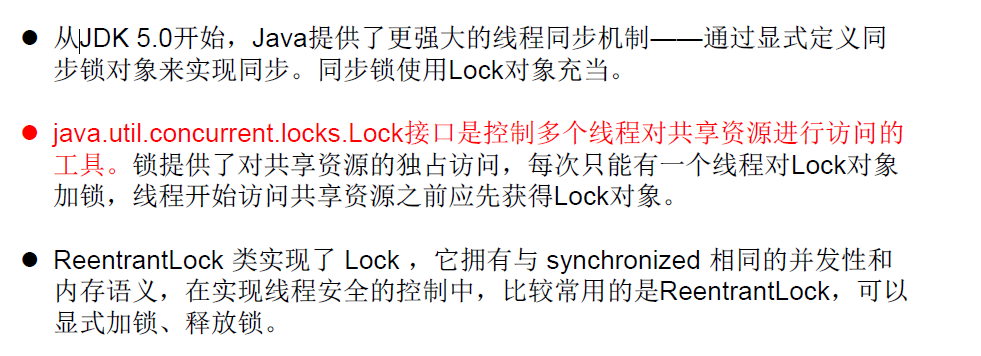 ● 从JDK 5.0开始，Java提供了更强大的线程同步机制——通过显式定义同
步锁对象来实现同步。同步锁使用Lock对象充当。
● java.util.concurrent.locks.Lock接口是控制多个线程对共享资源进行访问的
工具。锁提供了对共享资源的独占访问，每次只能有一个线程对Lock对象
加锁，线程开始访问共享资源之前应先获得Lock对象。
● ReentrantLock 类实现了 Lock ，它拥有与 synchronized 相同的并发性和
内存语义，在实现线程安全的控制中，比较常用的是ReentrantLock，可以
显式加锁、释放锁。